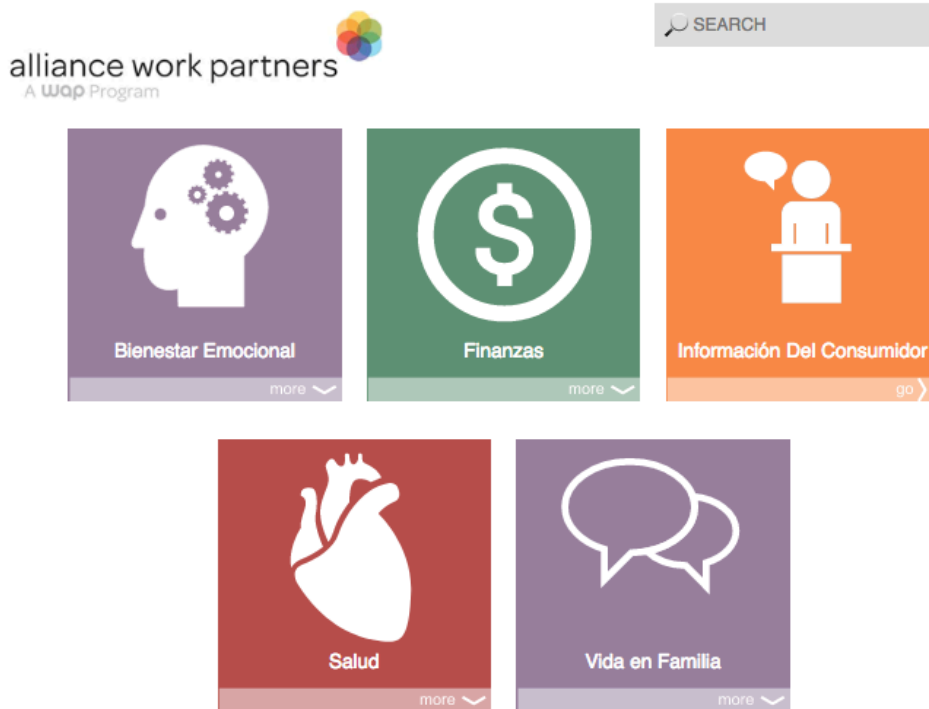 SEARCH
alliance work partners
A wap Program
Bienestar Emocional
more
Finanzas
more
Información Del Consumidor
go
Salud
more
Vida en Familia
more